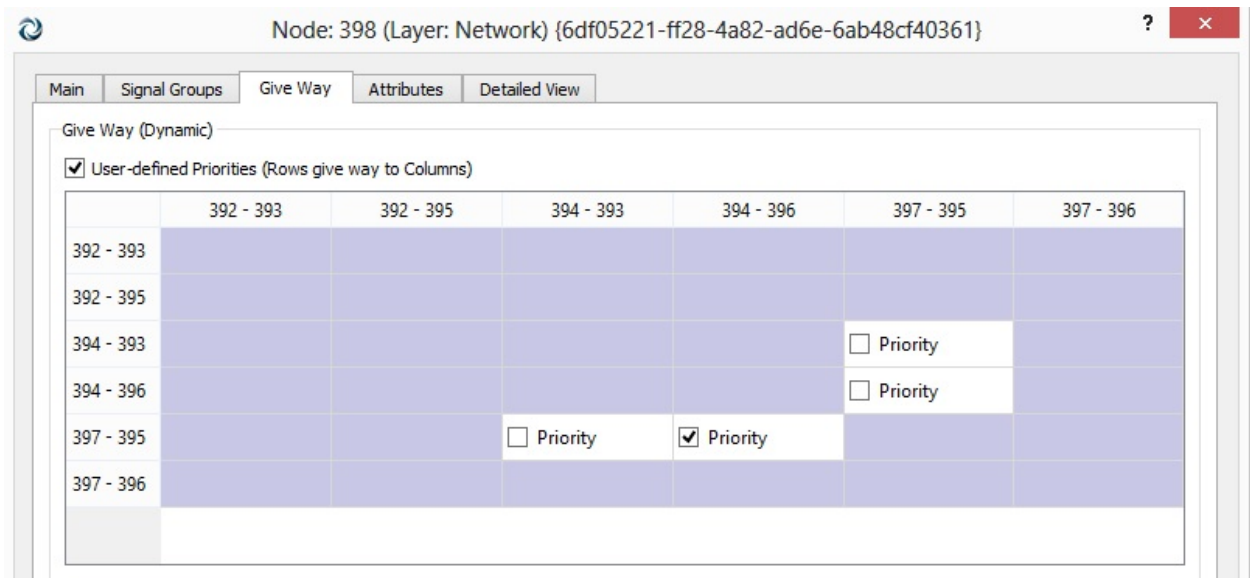 Node: 398 (Layer: Network) {6df05221-ff28-4a82-ad6e-6ab48cf40361} ? ×
Main Signal Groups Give Way Attributes Detailed View
Give Way (Dynamic)
User-defined Priorities (Rows give way to Columns)
392 - 393 392 - 395 394 - 393 394 - 396 397 - 395 397 - 396
392 - 393
392 - 395
394 - 393 Priority
394 - 396 Priority
397 - 395 Priority Priority
397 - 396